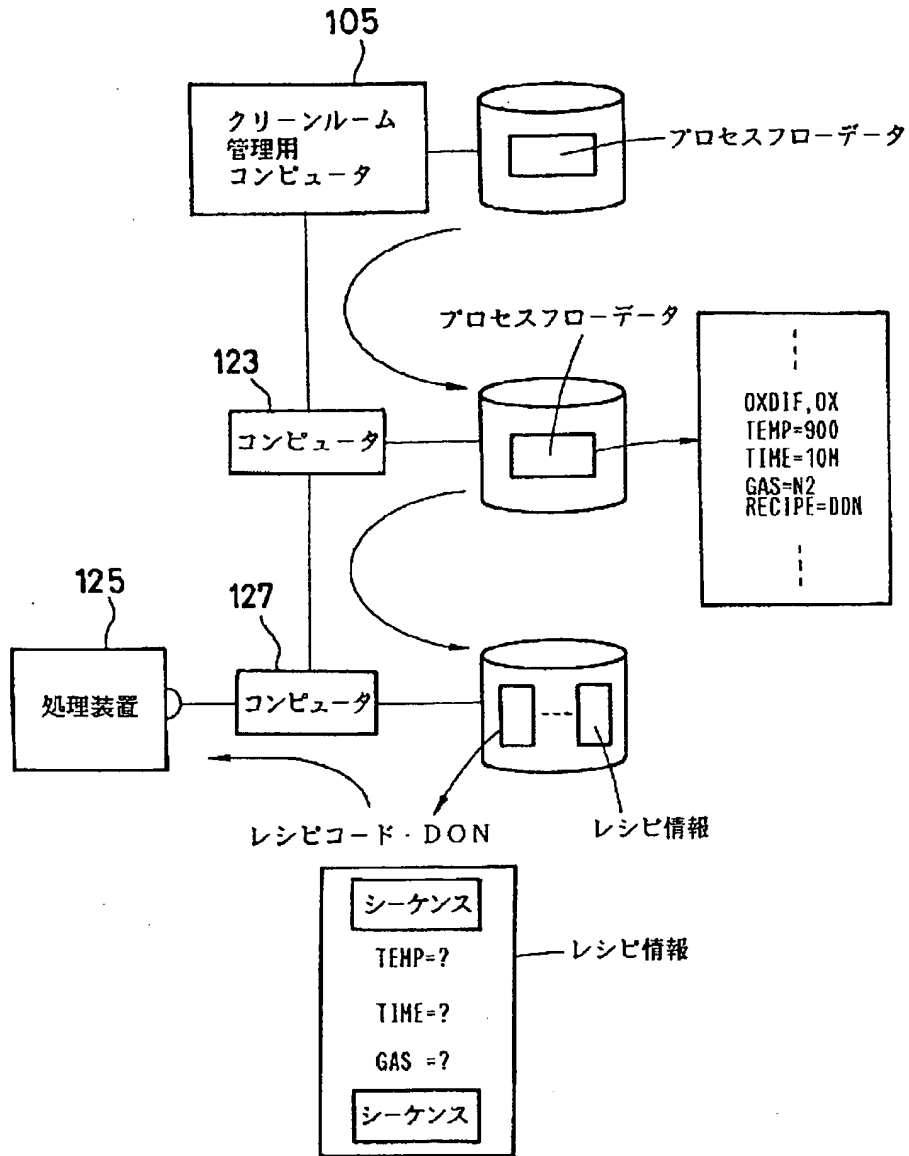 105
クリーンルーム
管理用
コンピュータ
プロセスフローデータ
プロセスフローデータ
123
コンピュータ
OXDIF,OX
TEMP=900
TIME=10M
GAS=N2
RECIPE=DDN
125
処理装置
127
コンピュータ
レシピコード・DON
レシピ情報
シーケンス
TEMP=?
TIME=?
GAS =?
シーケンス
レシピ情報